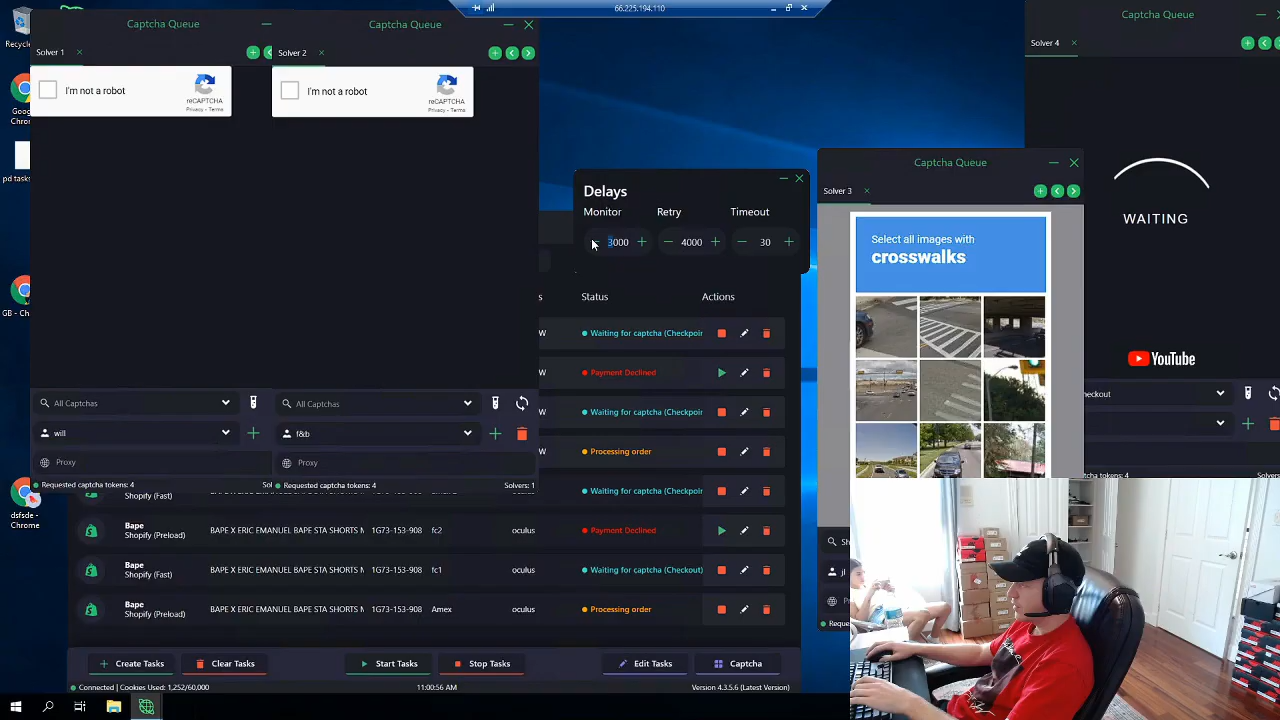 66.225.194.110
Captcha Queue
Solver 1
I'm not a robot
reCAPTCHA
Privacy - Terms
All Captchas
will
Proxy
Requested captcha tokens: 4
Captcha Queue
Solver 2
I'm not a robot
reCAPTCHA
Privacy - Terms
All Captchas
f&b
Proxy
Requested captcha tokens: 4
Solvers: 1
Delays
Monitor
Retry
Timeout
3000
4000
30
Captcha Queue
Solver 3
Select all images with
crosswalks
Captcha Queue
Solver 4
WAITING
YouTube
Status
Actions
Waiting for captcha (Checkpoin
Payment Declined
Waiting for captcha (Checkpoin
Processing order
Waiting for captcha (Checkpoin
Shopify (Fast)
Bape
Shopify (Preload)
BAPE X ERIC EMANUEL BAPE STA SHORTS M
1G73-153-908
fc2
oculus
Payment Declined
Bape
Shopify (Fast)
BAPE X ERIC EMANUEL BAPE STA SHORTS M
1G73-153-908
fc1
oculus
Waiting for captcha (Checkout)
Bape
Shopify (Preload)
BAPE X ERIC EMANUEL BAPE STA SHORTS M
1G73-153-908
Amex
oculus
Processing order
Create Tasks
Clear Tasks
Start Tasks
Stop Tasks
Edit Tasks
Captcha
Connected | Cookies Used: 1,252/60,000
11:00:56 AM
Version 4.3.5.6 (Latest Version)